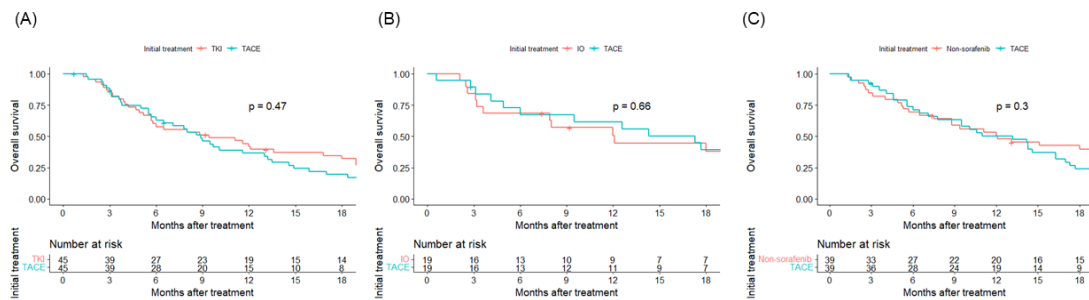 (A)
Initial treatment TKI TACE
Overall survival
1.00
0.75
0.50
0.25
0.00
p = 0.47
0 3 6 9 12 15 18
Months after treatment
Number at risk
Initial treatment
TKI 45 39 27 23 19 15 14
TACE 45 39 28 20 15 10 8
0 3 6 9 12 15 18
Months after treatment
(B)
Initial treatment IO TACE
Overall survival
1.00
0.75
0.50
0.25
0.00
p = 0.66
0 3 6 9 12 15 18
Months after treatment
Number at risk
Initial treatment
IO 19 16 13 10 9 7 7
TACE 19 16 13 12 11 9 7
0 3 6 9 12 15 18
Months after treatment
(C)
Initial treatment Non-sorafenib TACE
Overall survival
1.00
0.75
0.50
0.25
0.00
p = 0.3
0 3 6 9 12 15 18
Months after treatment
Number at risk
Initial treatment
Non-sorafenib 39 33 27 22 20 16 15
TACE 39 36 28 24 19 14 9
0 3 6 9 12 15 18
Months after treatment